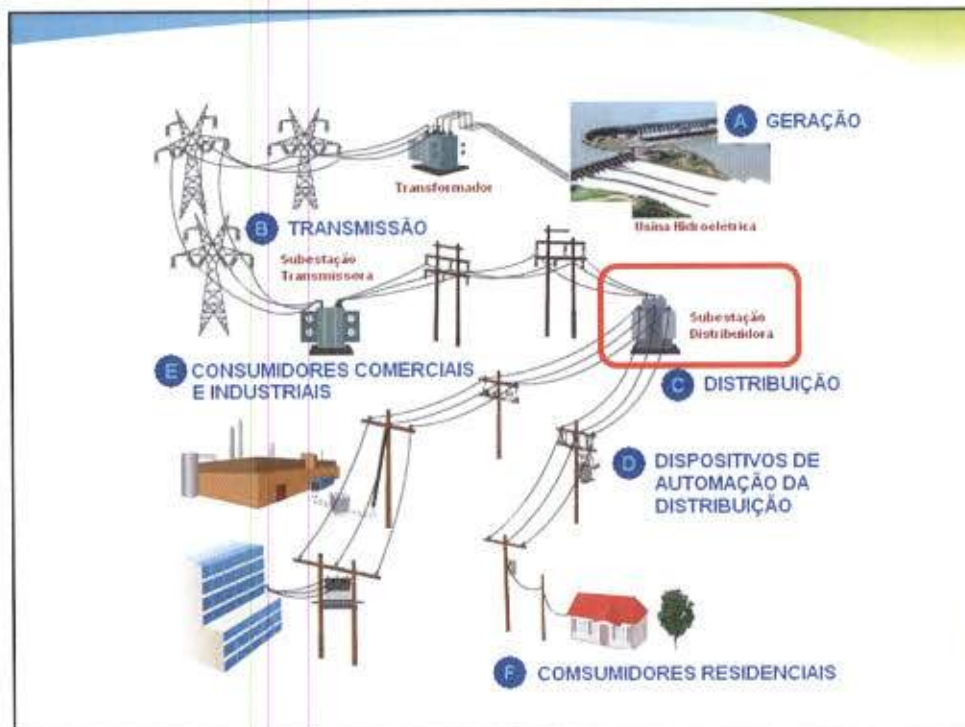 A GERAÇÃO
Transformador
Usina Hidroelétrica
B TRANSMISSÃO
Subestação
Transmissora
Subestação
Distribuidora
E CONSUMIDORES COMERCIAIS
E INDUSTRIAIS
C DISTRIBUIÇÃO
D DISPOSITIVOS DE
AUTOMAÇÃO DA
DISTRIBUIÇÃO
F COMSUMIDORES RESIDENCIAIS